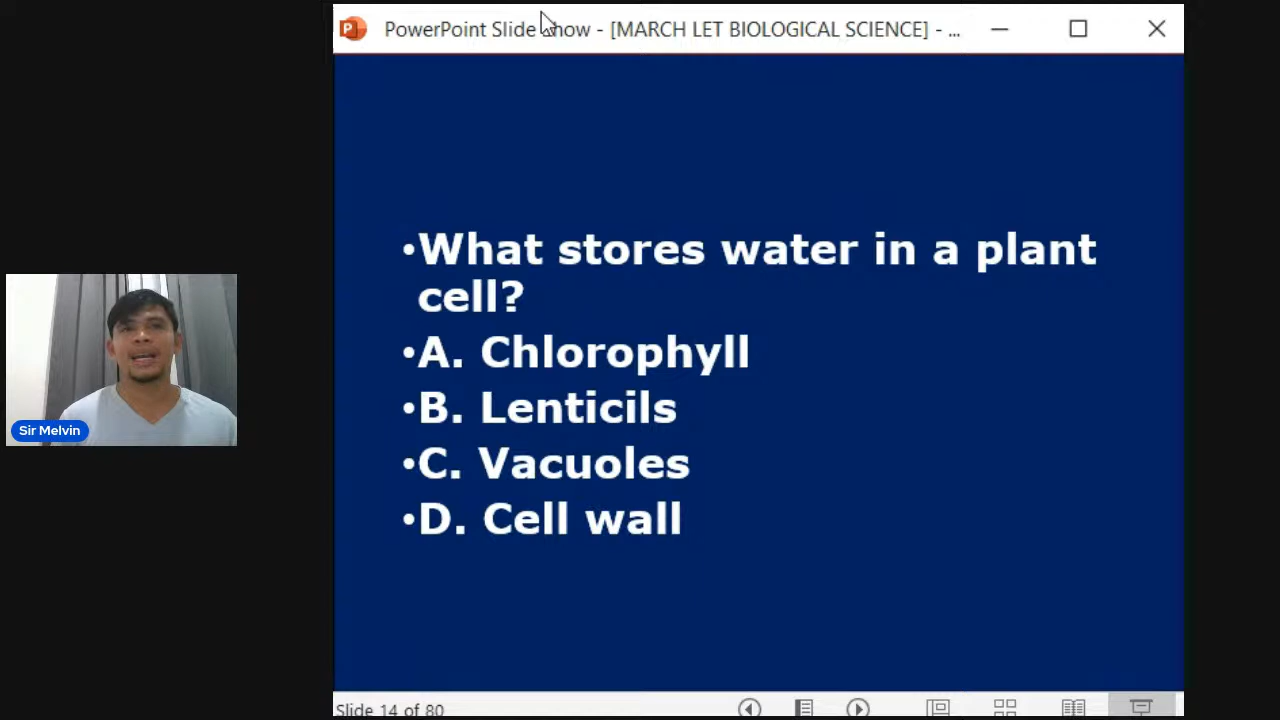 PowerPoint Slide Show - [MARCH LET BIOLOGICAL SCIENCE] - ...
•What stores water in a plant
cell?
•A. Chlorophyll
•B. Lenticils
•C. Vacuoles
•D. Cell wall
Sir Melvin
Slide 14 of 80